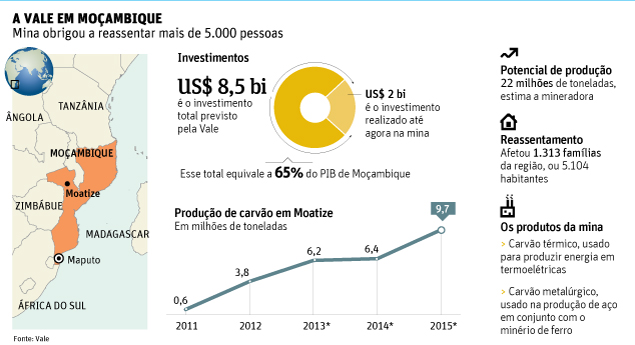 A VALE EM MOÇAMBIQUE
Mina obrigou a reassentar mais de 5.000 pessoas
TANZÂNIA
ÂNGOLA
MOÇAMBIQUE
Moatize
ZIMBÁBUE
MADAGASCAR
Maputo
ÁFRICA DO SUL
Investimentos
US$ 8,5 bi
é o investimento
total previsto
pela Vale
US$ 2 bi
é o investimento
realizado até
agora na mina
Esse total equivale a 65% do PIB de Moçambique
Produção de carvão em Moatize
Em milhões de toneladas
0,6
3,8
6,2
6,4
9,7
2011
2012
2013*
2014*
2015*
Potencial de produção
22 milhões de toneladas,
estima a mineradora
Reassentamento
Afetou 1.313 famílias
da região, ou 5.104
habitantes
Os produtos da mina
> Carvão térmico, usado
para produzir energia em
termoelétricas
> Carvão metalúrgico,
usado na produção de aço
em conjunto com o
minério de ferro
Fonte: Vale